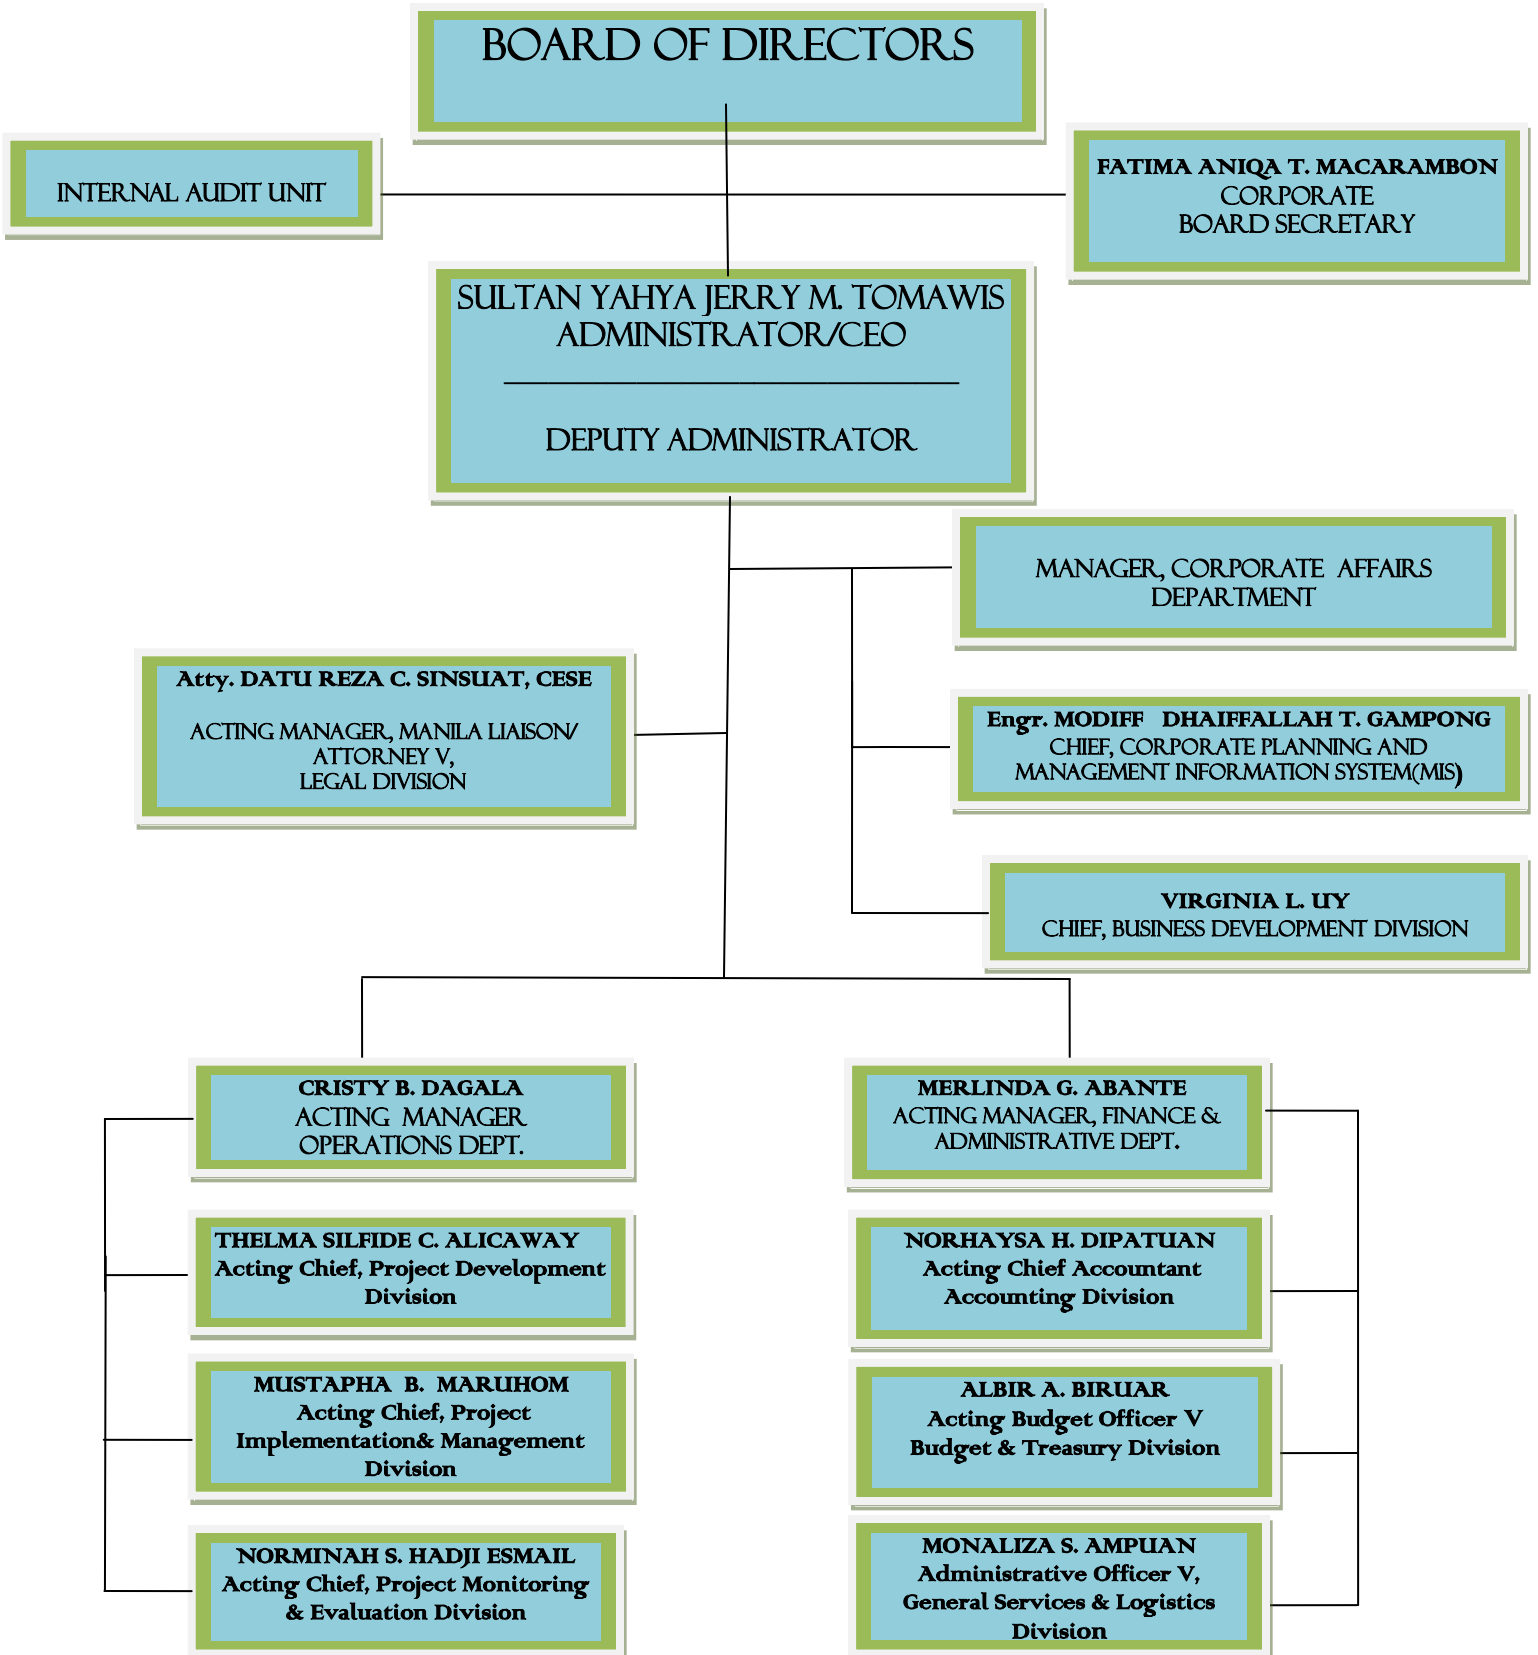 BOARD OF DIRECTORS
INTERNAL AUDIT UNIT
FATIMA ANIQA T. MACARAMBON
CORPORATE
BOARD SECRETARY
SULTAN YAHYA JERRY M. TOMAWIS
ADMINISTRATOR/CEO
DEPUTY ADMINISTRATOR
MANAGER, CORPORATE AFFAIRS
DEPARTMENT
Atty. DATU REZA C. SINSUAT, CESE
ACTING MANAGER, MANILA LIAISON/
ATTORNEY V,
LEGAL DIVISION
Engr. MODIFF DHAIFFALLAH T. GAMPONG
CHIEF, CORPORATE PLANNING AND
MANAGEMENT INFORMATION SYSTEM(MIS)
VIRGINIA L. UY
CHIEF, BUSINESS DEVELOPMENT DIVISION
CRISTY B. DAGALA
ACTING MANAGER
OPERATIONS DEPT.
MERLINDA G. ABANTE
ACTING MANAGER, FINANCE &
ADMINISTRATIVE DEPT.
THELMA SILFIDE C. ALICAWAY
Acting Chief, Project Development
Division
NORHAYSA H. DIPATUAN
Acting Chief Accountant
Accounting Division
MUSTAPHA B. MARUHOM
Acting Chief, Project
Implementation& Management
Division
ALBIR A. BIRUAR
Acting Budget Officer V
Budget & Treasury Division
NORMINAH S. HADJI ESMAIL
Acting Chief, Project Monitoring
& Evaluation Division
MONALIZA S. AMPUAN
Administrative Officer V,
General Services & Logistics
Division